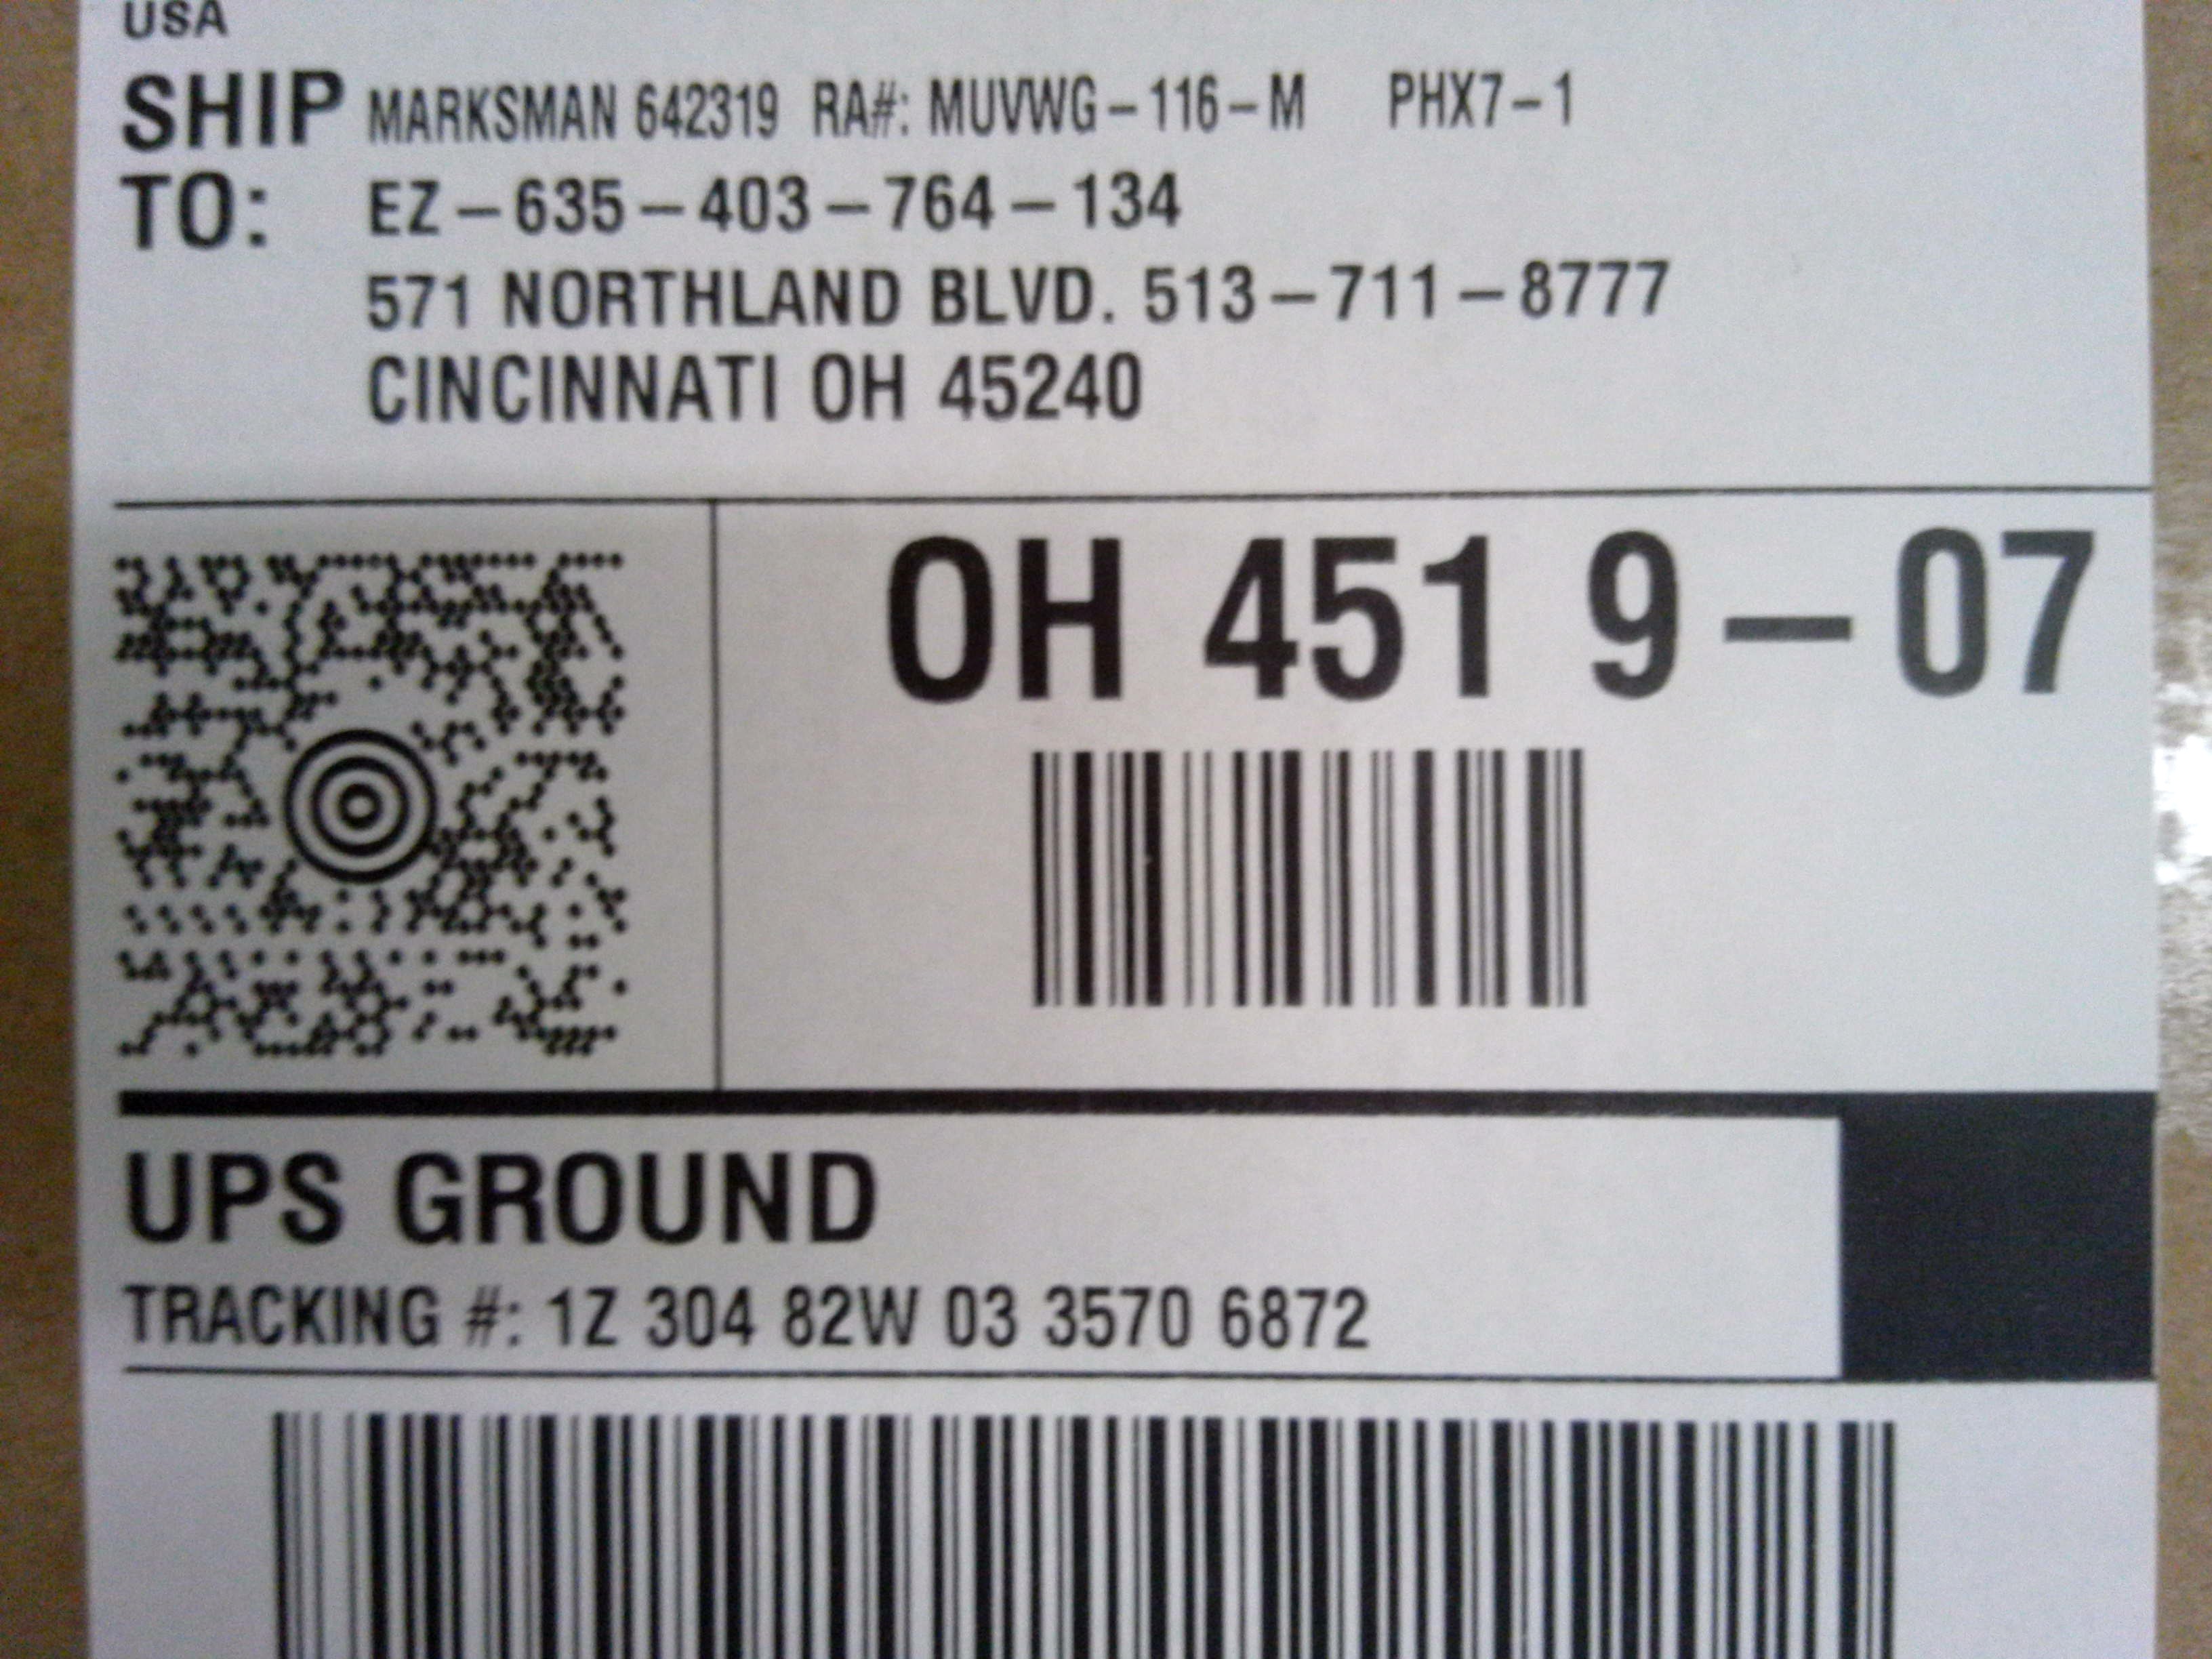 USA
SHIP TO: MARKSMAN 642319 RA#: MUVWG-116-M PHX7-1
EZ-635-403-764-134
571 NORTHLAND BLVD. 513-711-8777
CINCINNATI OH 45240
OH 451 9-07
UPS GROUND
TRACKING #: 1Z 304 82W 03 3570 6872